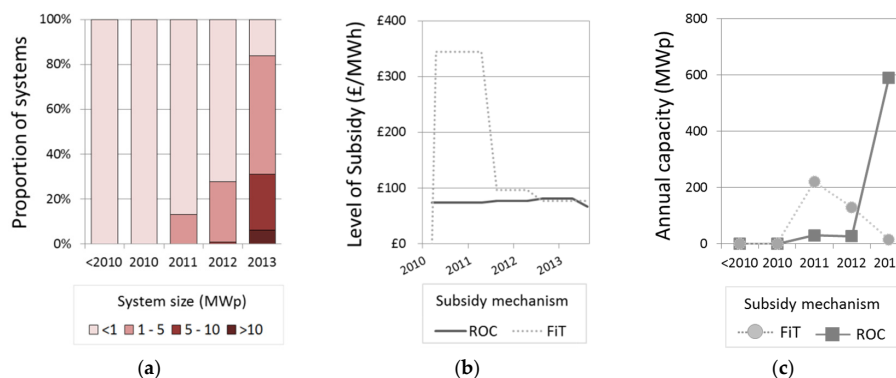 Proportion of systems
100%
80%
60%
40%
20%
0%
<2010 2010 2011 2012 2013
System size (MWp)
<1 1 - 5 5 - 10 >10
(a)
Level of Subsidy (£/MWh)
£400
£300
£200
£100
£0
2010 2011 2012 2013
Subsidy mechanism
ROC FiT
(b)
Annual capacity (MWp)
800
600
400
200
0
<2010 2010 2011 2012 201
Subsidy mechanism
FiT ROC
(c)